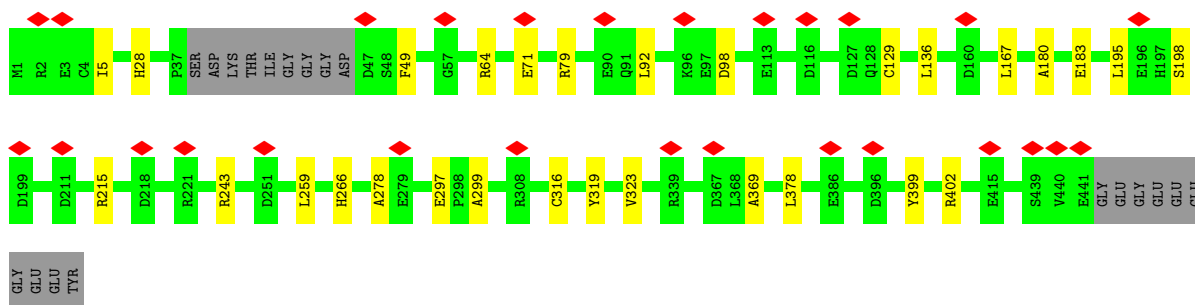 M1 R2 E3 C4 I5 H28 P37 SER ASP LYS THR ILE GLY GLY GLY ASP D47 S48 F49 G57 R64 E71 R79 E90 Q91 L92 K96 E97 D98 E113 D116 D127 Q128 C129 L136 D160 L167 A180 E183 L195 E196 H197 S198
D199 D211 R215 D218 R221 R243 D251 L259 H266 A278 E279 E297 P298 A299 R308 C316 Y319 V323 R339 D367 L368 A369 L378 E386 D396 Y399 R402 E415 S439 V440 E441 GLY GLU GLY GLU GLU GLU
GLY GLU GLU TYR